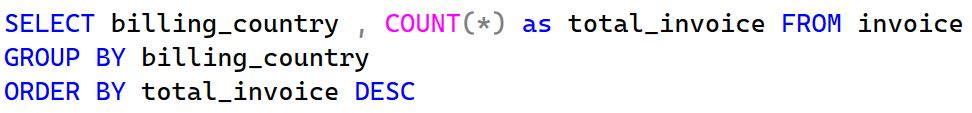 SELECT billing_country , COUNT(*) as total_invoice FROM invoice
GROUP BY billing_country
ORDER BY total_invoice DESC